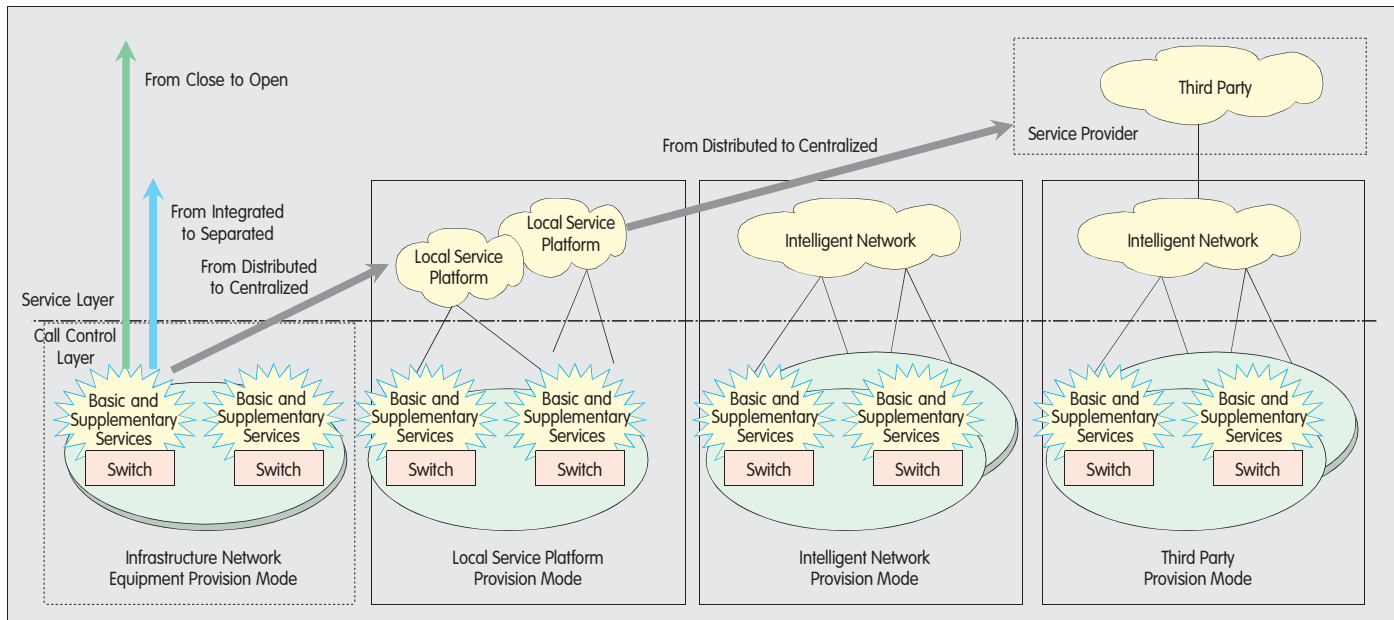 From Close to Open
Third Party
Service Provider
From Distributed to Centralized
From Integrated
to Separated
From Distributed
to Centralized
Local Service
Platform
Local Service
Platform
Intelligent Network
Intelligent Network
Service Layer
Call Control
Layer
Basic and
Supplementary
Services
Switch
Basic and
Supplementary
Services
Switch
Basic and
Supplementary
Services
Switch
Basic and
Supplementary
Services
Switch
Basic and
Supplementary
Services
Switch
Basic and
Supplementary
Services
Switch
Basic and
Supplementary
Services
Switch
Basic and
Supplementary
Services
Switch
Infrastructure Network
Equipment Provision Mode
Local Service Platform
Provision Mode
Intelligent Network
Provision Mode
Third Party
Provision Mode